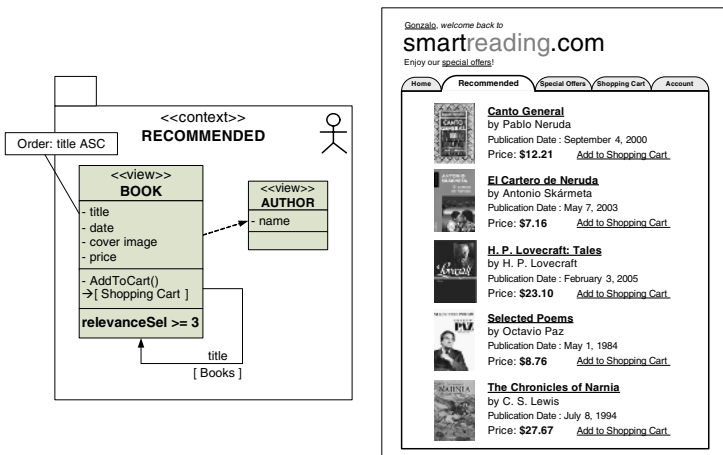 <<context>>
RECOMMENDED
Order: title ASC
<<view>>
BOOK
- title
- date
- cover image
- price
- AddToCart()
→[ Shopping Cart ]
relevanceSel >= 3
<<view>>
AUTHOR
- name
title
[ Books ]
Gonzalo, welcome back to
smartreading.com
Enjoy our special offers!
Home Recommended Special Offers Shopping Cart Account
Canto General
by Pablo Neruda
Publication Date : September 4, 2000
Price: $12.21 Add to Shopping Cart
El Cartero de Neruda
by Antonio Skármeta
Publication Date : May 7, 2003
Price: $7.16 Add to Shopping Cart
H. P. Lovecraft: Tales
by H. P. Lovecraft
Publication Date : February 3, 2005
Price: $23.10 Add to Shopping Cart
Selected Poems
by Octavio Paz
Publication Date : May 1, 1984
Price: $8.76 Add to Shopping Cart
The Chronicles of Narnia
by C. S. Lewis
Publication Date : July 8, 1994
Price: $27.67 Add to Shopping Cart
CANTO
GENERAL
PAZ
NARNIA